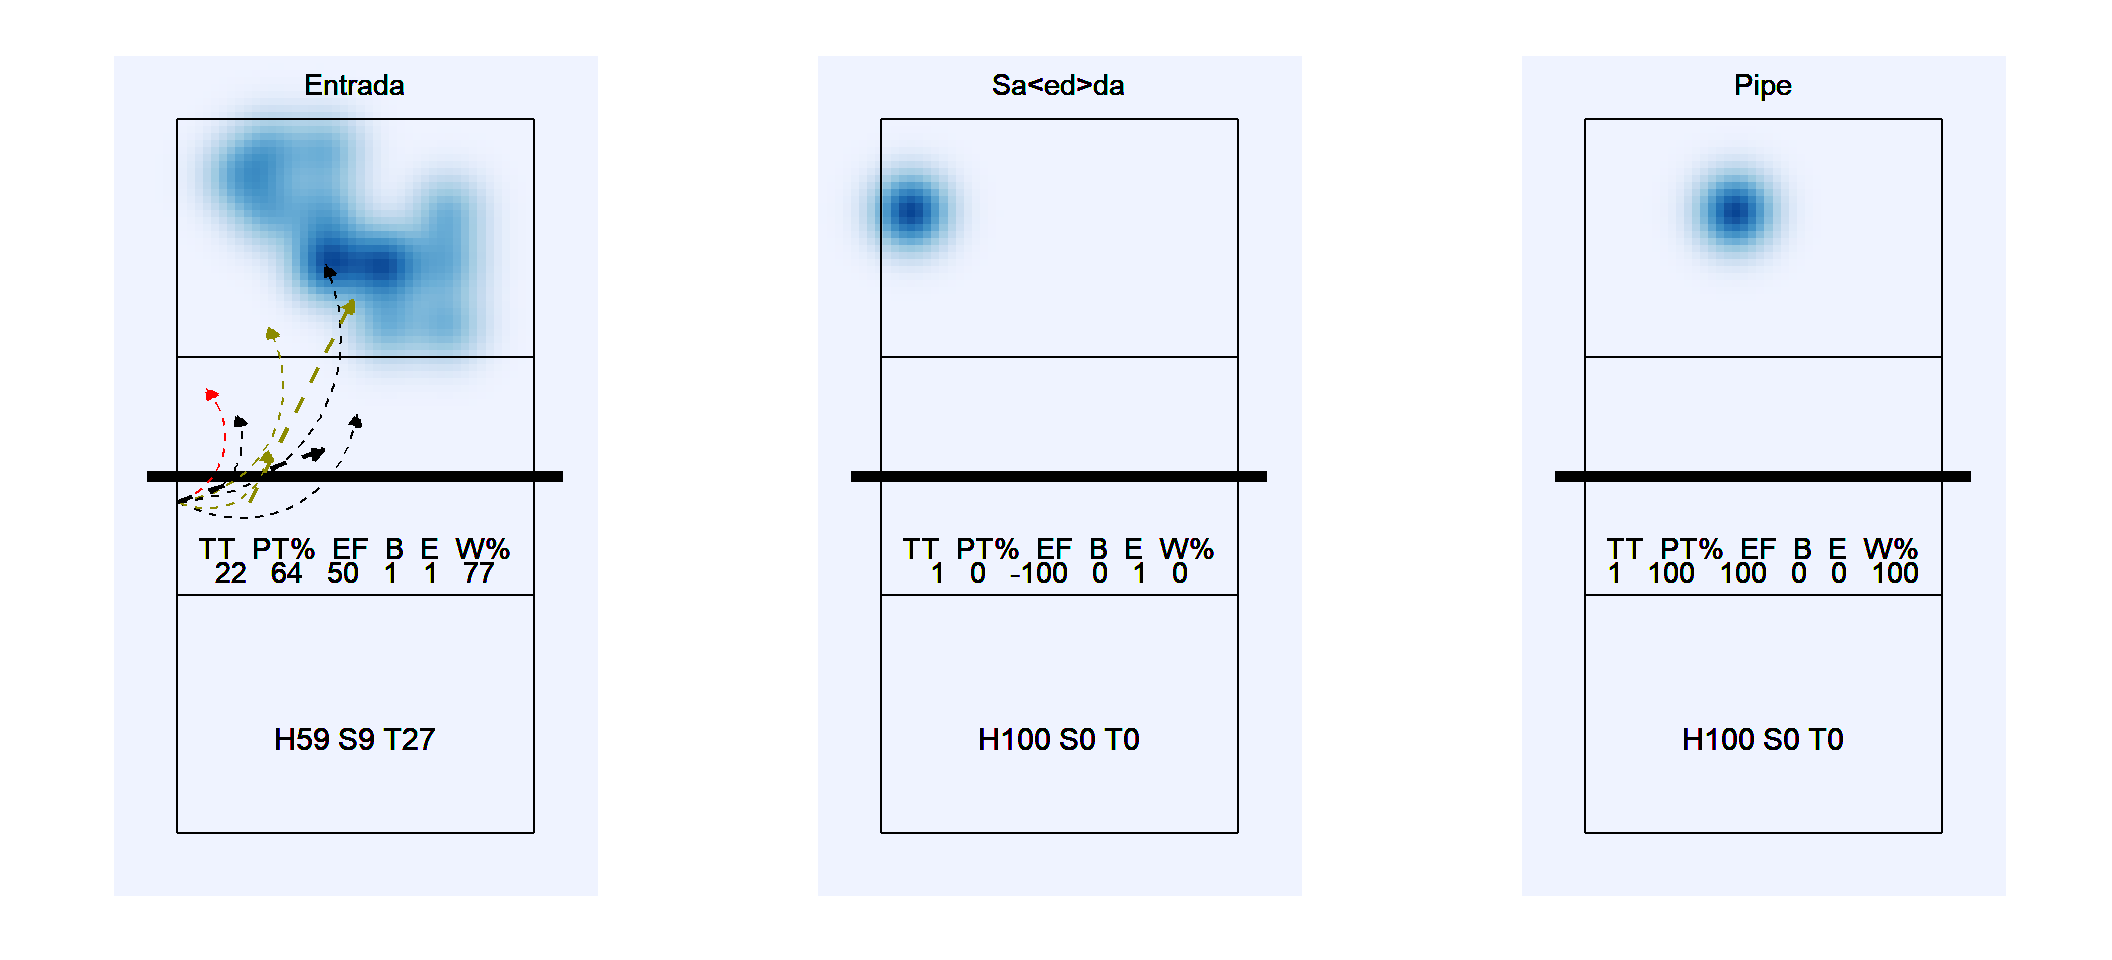 Entrada
TT PT% EF B E W%
22 64 50 1 1 77
H59 S9 T27
Sa<ed>da
TT PT% EF B E W%
1 0 -100 0 1 0
H100 S0 T0
Pipe
TT PT% EF B E W%
1 100 100 0 0 100
H100 S0 T0